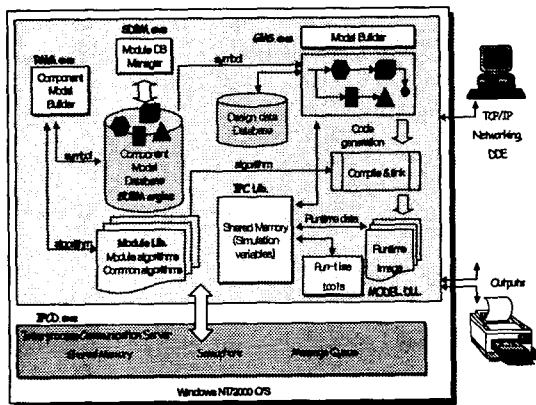 SDBM. exe
Module DB
Manager
GMS. exe
Model Builder
Component
Model
Builder
symbol
Design data
Database
Component
Model
Database
SDBM engine
symbol
algorithm
Code
generation
Compile & link
TCP/IP
Networking,
DDE
IPC Lib.
Shared Memory
(Simulation
variables)
Runtime data
Runtime
Image
MODEL. DLL
Run-time
tools
algorithm
Module Lib.
Module algorithms
Common algorithms
Outputs
IPCD. exe
Interprocess Communication Server
Shared Memory
Semaphore
Message Queue
Windows NT/2000 O/S